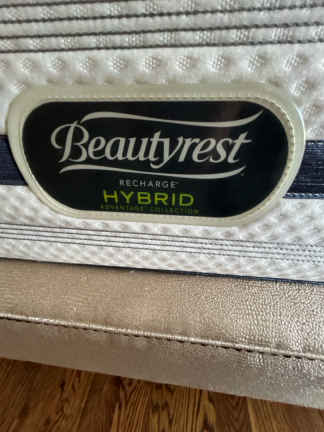 Beautyrest
RECHARGE
HYBRID
ADVANTAGE COLLECTION